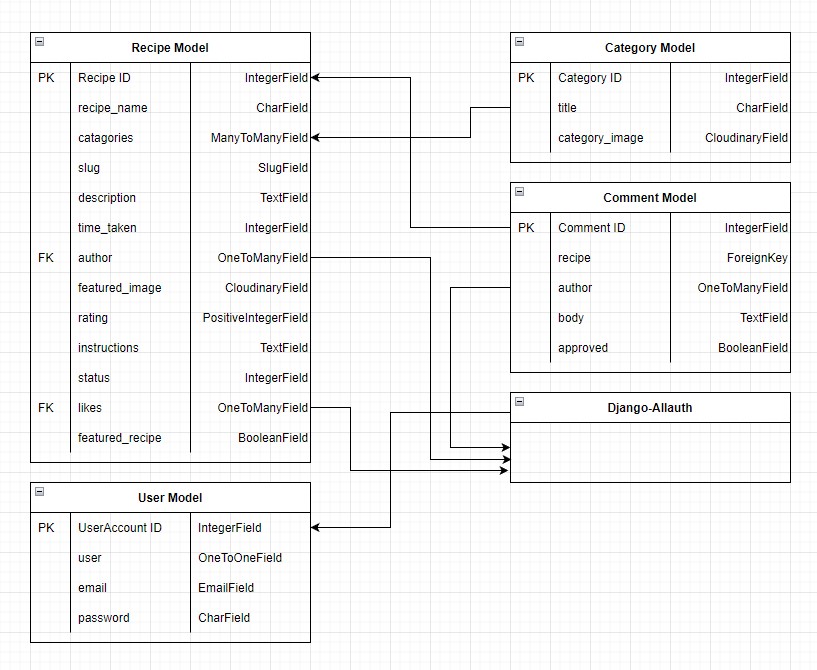 Recipe Model
PK Recipe ID IntegerField
recipe_name CharField
catagories ManyToManyField
slug SlugField
description TextField
time_taken IntegerField
FK author OneToManyField
featured_image CloudinaryField
rating PositiveIntegerField
instructions TextField
status IntegerField
FK likes OneToManyField
featured_recipe BooleanField
Category Model
PK Category ID IntegerField
title CharField
category_image CloudinaryField
Comment Model
PK Comment ID IntegerField
recipe ForeignKey
author OneToManyField
body TextField
approved BooleanField
Django-Allauth
User Model
PK UserAccount ID IntegerField
user OneToOneField
email EmailField
password CharField